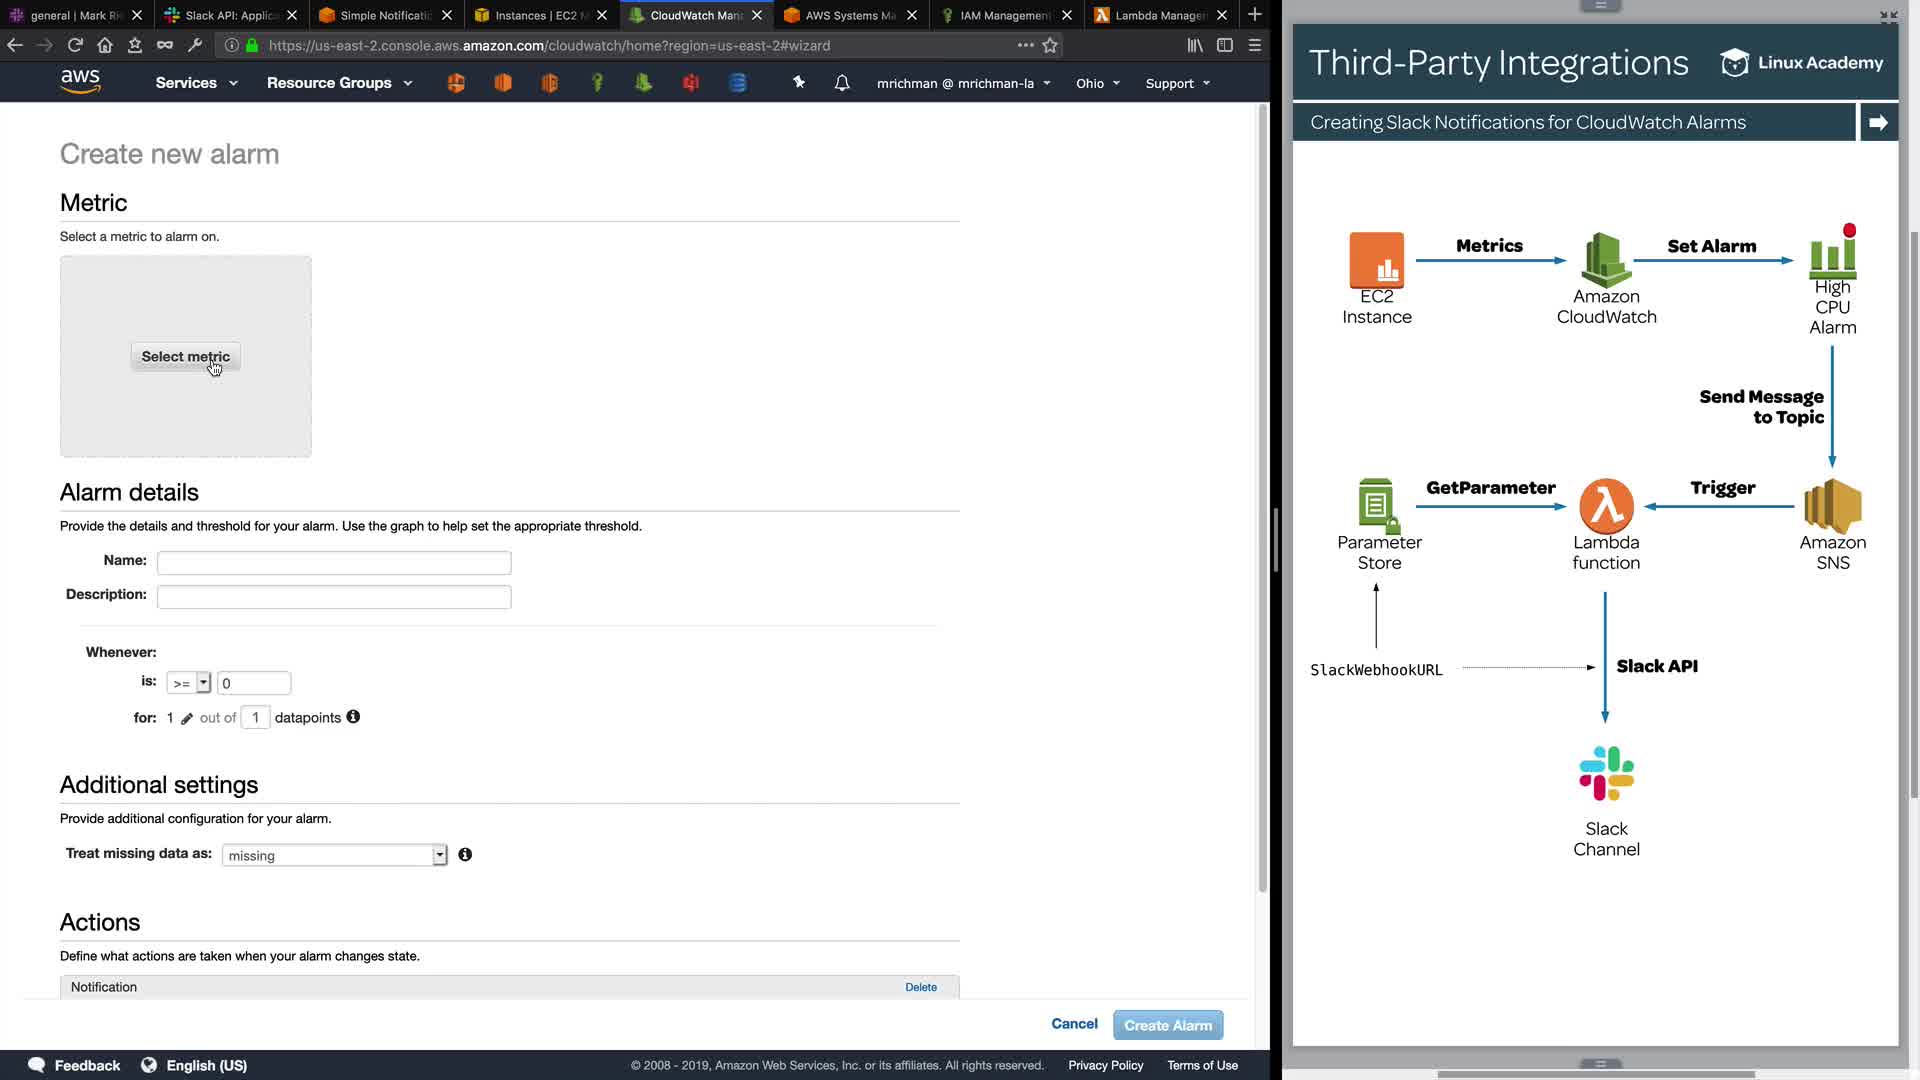 general | Mark Ri
Slack API: Applica
Simple Notificatio
Instances | EC2 M
CloudWatch Mana
AWS Systems Ma
IAM Management
Lambda Manager
https://us-east-2.console.aws.amazon.com/cloudwatch/home?region=us-east-2#wizard
aws
Services
Resource Groups
mrichman @ mrichman-la
Ohio
Support
Create new alarm
Metric
Select a metric to alarm on.
Select metric
Alarm details
Provide the details and threshold for your alarm. Use the graph to help set the appropriate threshold.
Name:
Description:
Whenever:
is: >= 0
for: 1 out of 1 datapoints
Additional settings
Provide additional configuration for your alarm.
Treat missing data as: missing
Actions
Define what actions are taken when your alarm changes state.
Notification Delete
Cancel Create Alarm
Feedback English (US) © 2008 - 2019, Amazon Web Services, Inc. or its affiliates. All rights reserved. Privacy Policy Terms of Use
Third-Party Integrations
Linux Academy
Creating Slack Notifications for CloudWatch Alarms
Metrics
Set Alarm
EC2
Instance
Amazon
CloudWatch
High
CPU
Alarm
Send Message
to Topic
GetParameter
Trigger
Parameter
Store
Lambda
function
Amazon
SNS
SlackWebhookURL
Slack API
Slack
Channel